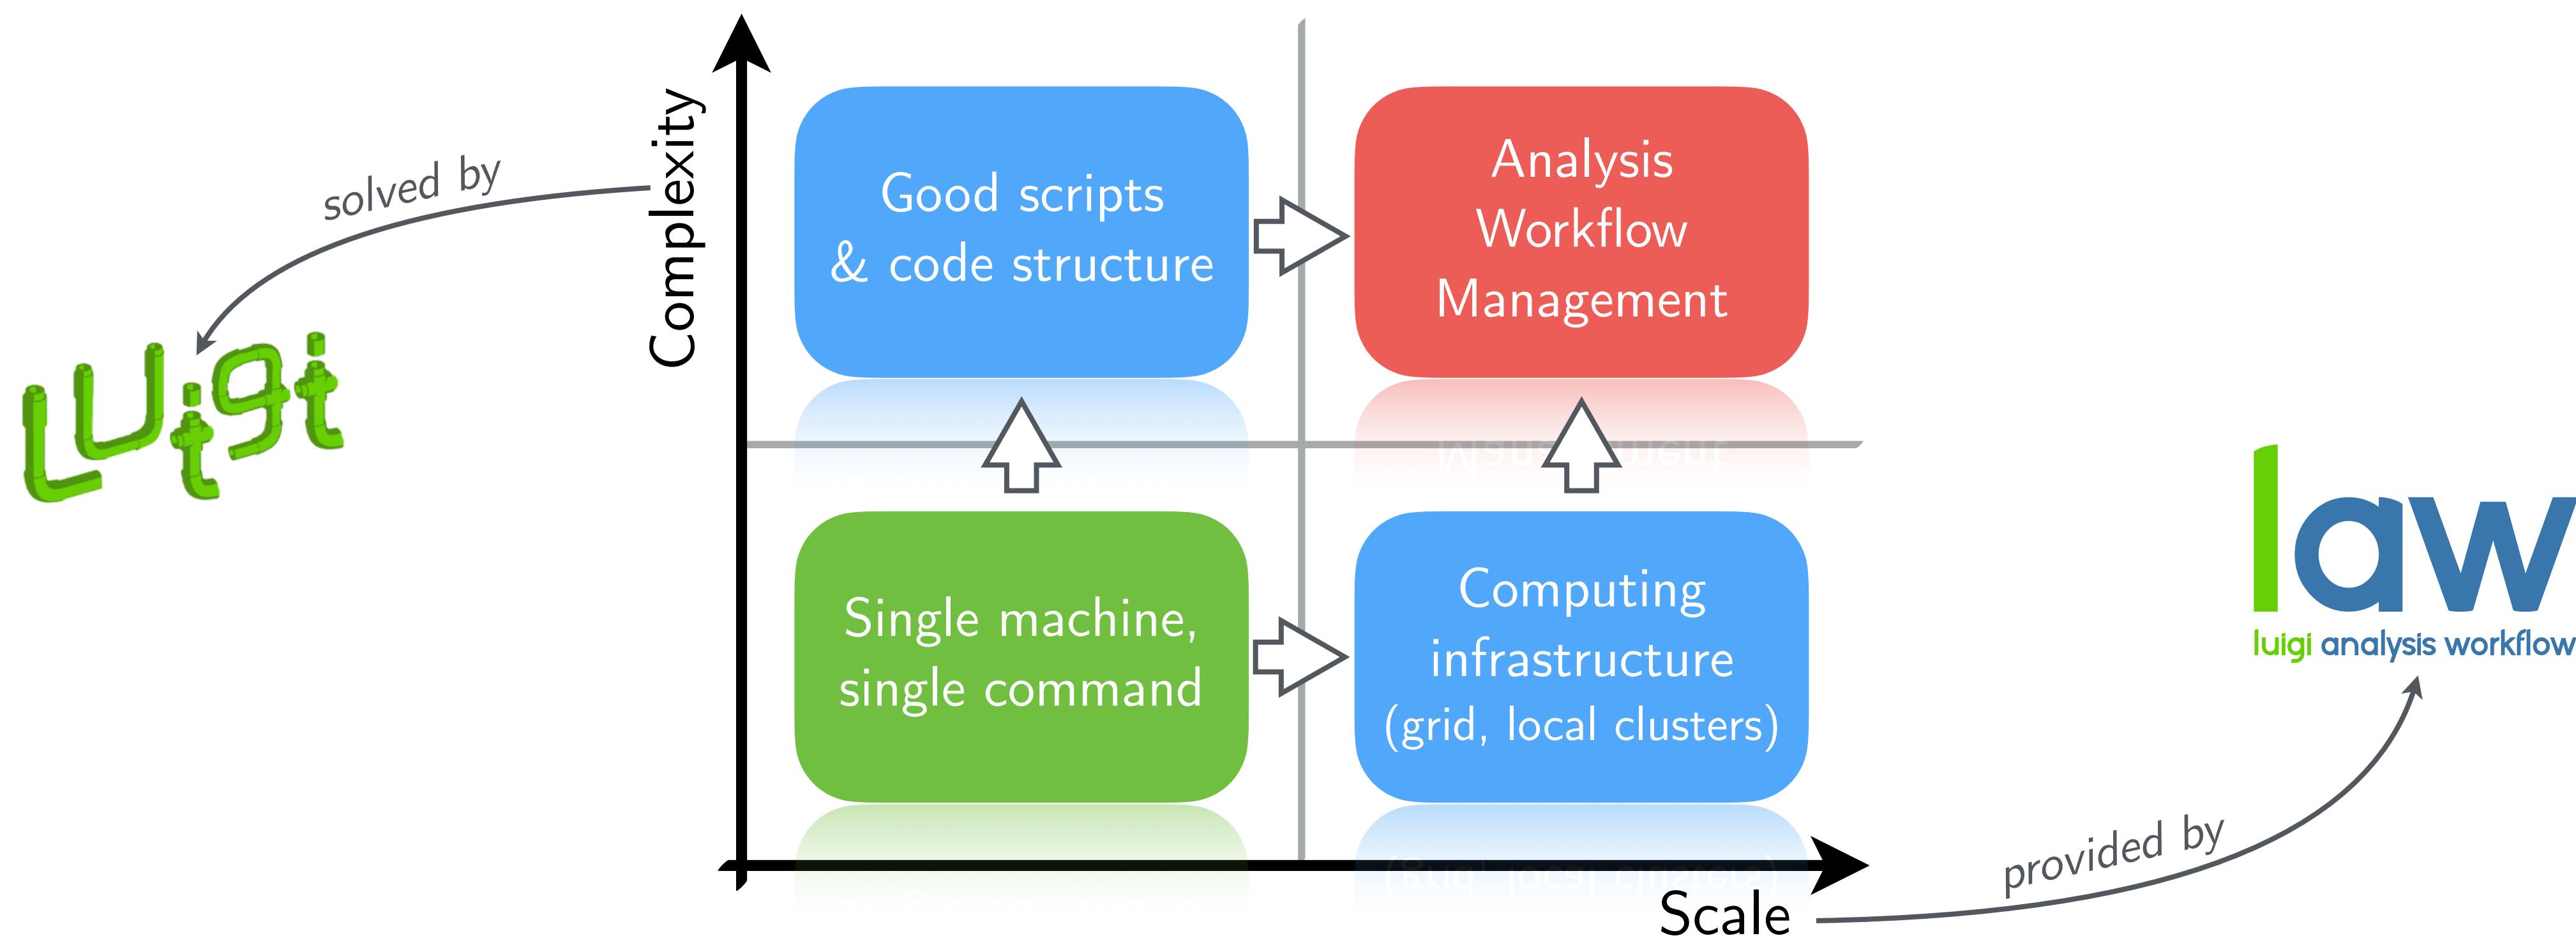 Complexity
solved by
Luigi
Good scripts
& code structure
Analysis
Workflow
Management
Single machine,
single command
Computing
infrastructure
(grid, local clusters)
Scale
provided by
law
luigi analysis workflow